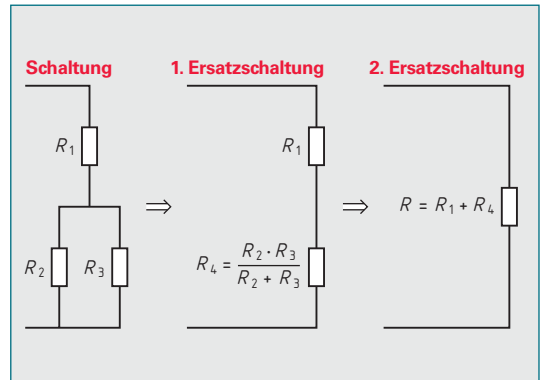 Schaltung
1. Ersatzschaltung
2. Ersatzschaltung
R₁
R₂
R₃
⇒
R₁
R₄ = R₂ · R₃ / R₂ + R₃
⇒
R = R₁ + R₄